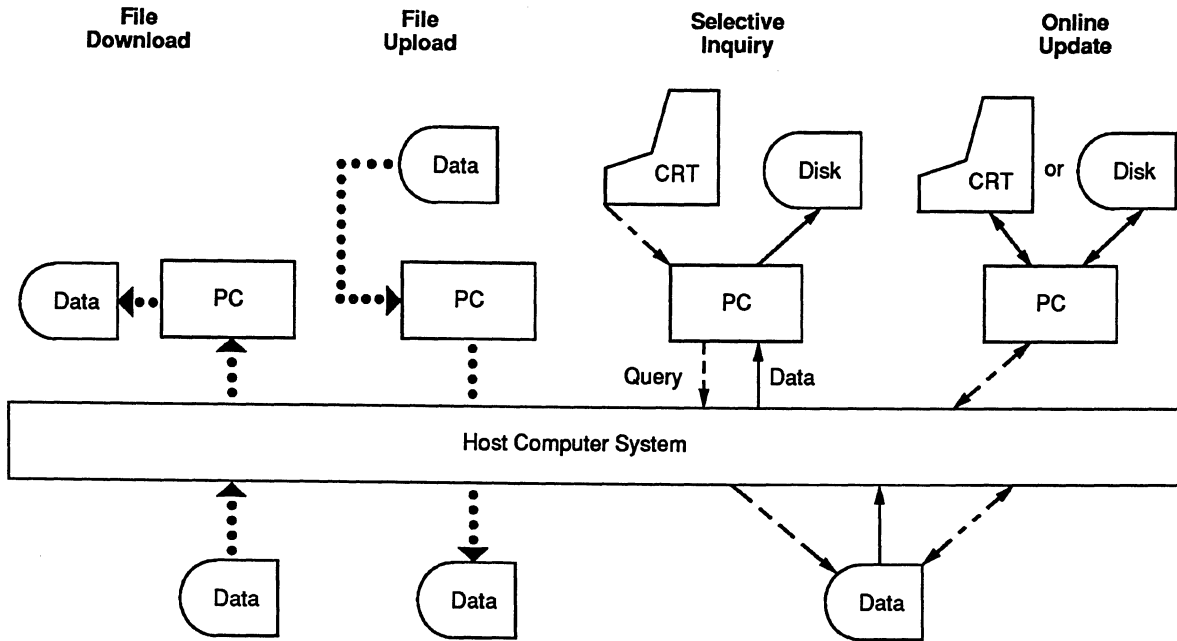 File
Download
File
Upload
Selective
Inquiry
Online
Update
Data
CRT
Disk
CRT
or
Disk
Data
PC
PC
PC
PC
Query
Data
Host Computer System
Data
Data
Data